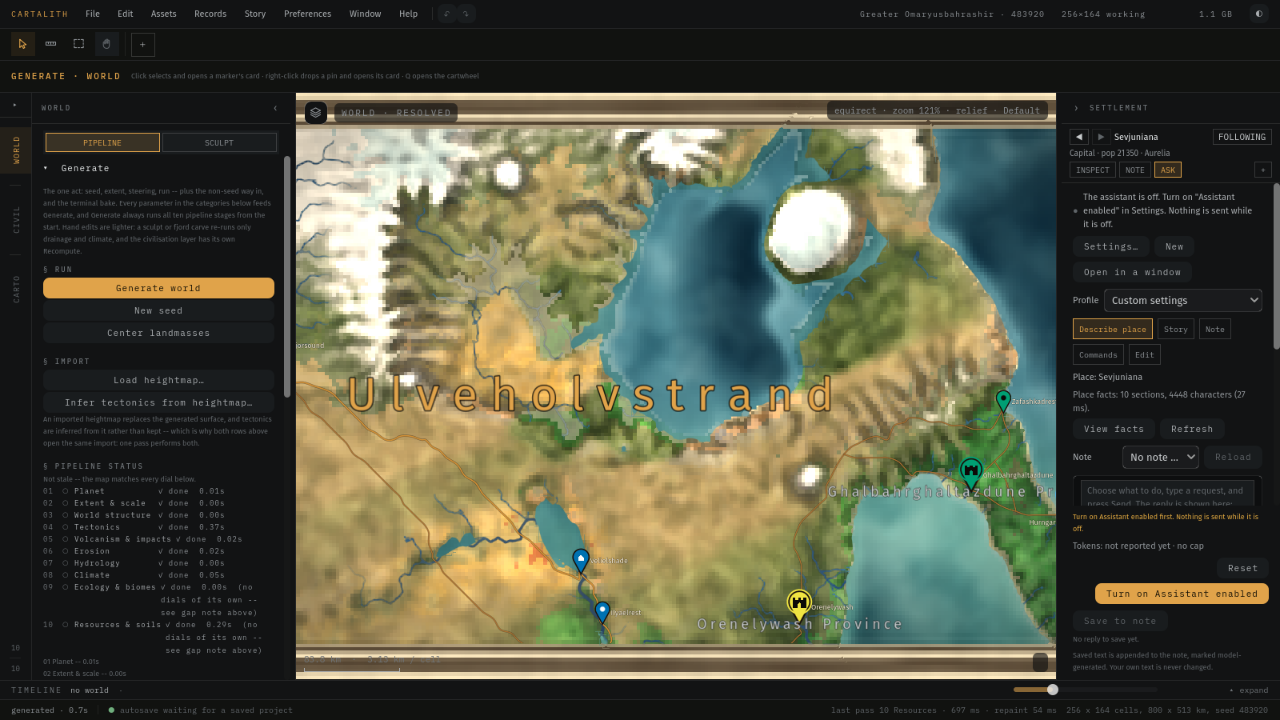 CARTALITH File Edit Assets Records Story Preferences Window Help
Greater Omaryusbahrashir · 483920 256×164 working 1.1 GB
+
GENERATE · WORLD Click selects and opens a marker's card · right-click drops a pin and opens its card · Q opens the cartwheel
WORLD
CIVIL
CARTO
10
10
WORLD
PIPELINE SCULPT
Generate
The one act: seed, extent, steering, run -- plus the non-seed way in,
and the terminal bake. Every parameter in the categories below feeds
Generate, and Generate always runs all ten pipeline stages from the
start. Hand edits are lighter: a sculpt or fjord carve re-runs only
drainage and climate, and the civilisation layer has its own
Recompute.
§ RUN
Generate world
New seed
Center landmasses
§ IMPORT
Load heightmap…
Infer tectonics from heightmap…
An imported heightmap replaces the generated surface, and tectonics
are inferred from it rather than kept -- which is why both rows above
open the same import: one pass performs both.
§ PIPELINE STATUS
Not stale -- the map matches every dial below.
01 ○ Planet √ done 0.01s
02 ○ Extent & scale √ done 0.00s
03 ○ World structure √ done 0.00s
04 ○ Tectonics √ done 0.37s
05 ○ Volcanism & impacts √ done 0.02s
06 ○ Erosion √ done 0.02s
07 ○ Hydrology √ done 0.00s
08 ○ Climate √ done 0.05s
09 ○ Ecology & biomes √ done 0.00s (no
dials of its own --
see gap note above)
10 ○ Resources & soils √ done 0.29s (no
dials of its own --
see gap note above)
01 Planet -- 0.01s
02 Extent & scale -- 0.00s
WORLD · RESOLVED
equirect · zoom 121% · relief · Default
Ulveholvstrand
Ghalbahrghaltazdune
Ghalbahrghaltazdune Pr
Orenelywash
Orenelywash Province
SETTLEMENT
Sevjuniana FOLLOWING
Capital · pop 21350 · Aurelia
INSPECT NOTE ASK
The assistant is off. Turn on "Assistant
enabled" in Settings. Nothing is sent while
it is off.
Settings… New
Open in a window
Profile Custom settings
Describe place Story Note
Commands Edit
Place: Sevjuniana
Place facts: 10 sections, 4448 characters (27
ms).
View facts Refresh
Note No note … Reload
Choose what to do, type a request, and
press Send. The reply is shown here;
Turn on Assistant enabled first. Nothing is sent while it is
off.
Tokens: not reported yet · no cap
Reset
Turn on Assistant enabled
Save to note
No reply to save yet.
Saved text is appended to the note, marked model-
generated. Your own text is never changed.
TIMELINE no world ·
expand
generated · 0.7s autosave waiting for a saved project
last pass 10 Resources · 697 ms · repaint 54 ms 256 x 164 cells, 800 x 513 km, seed 483920